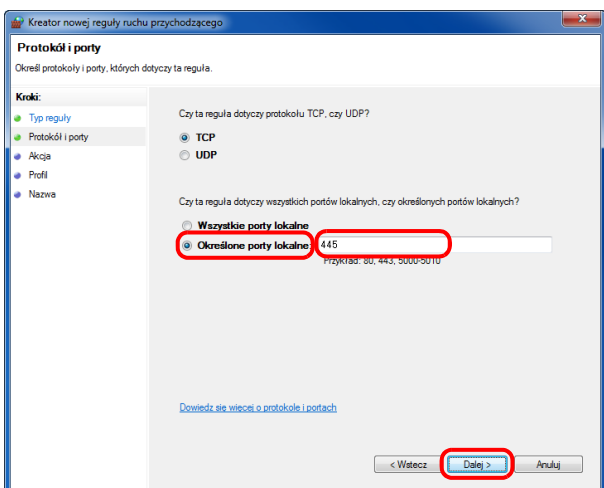 Kreator nowej reguły ruchu przychodzącego
Protokół i porty
Określ protokoły i porty, których dotyczy ta reguła.
Kroki:
Typ reguły
Protokół i porty
Akcja
Profil
Nazwa
Czy ta reguła dotyczy protokołu TCP, czy UDP?
TCP
UDP
Czy ta reguła dotyczy wszystkich portów lokalnych, czy określonych portów lokalnych?
Wszystkie porty lokalne
Określone porty lokalne: 445
Przykład: 80, 443, 5000-5010
Dowiedz się więcej o protokole i portach
< Wstecz Dalej > Anuluj